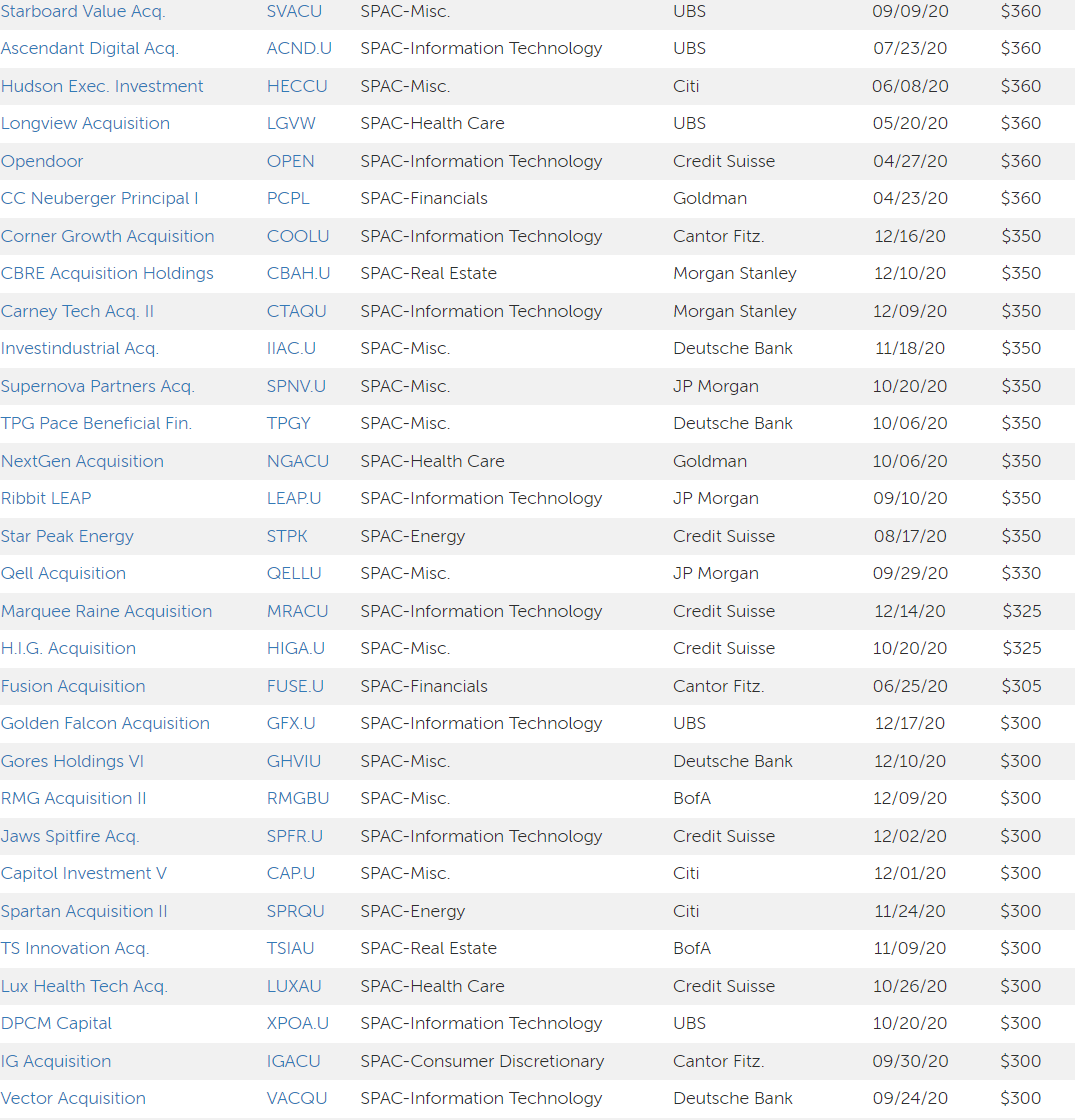 Starboard Value Acq. SVACU SPAC-Misc. UBS 09/09/20 $360
Ascendant Digital Acq. ACND.U SPAC-Information Technology UBS 07/23/20 $360
Hudson Exec. Investment HECCU SPAC-Misc. Citi 06/08/20 $360
Longview Acquisition LGVW SPAC-Health Care UBS 05/20/20 $360
Opendoor OPEN SPAC-Information Technology Credit Suisse 04/27/20 $360
CC Neuberger Principal I PCPL SPAC-Financials Goldman 04/23/20 $360
Corner Growth Acquisition COOLU SPAC-Information Technology Cantor Fitz. 12/16/20 $350
CBRE Acquisition Holdings CBAH.U SPAC-Real Estate Morgan Stanley 12/10/20 $350
Carney Tech Acq. II CTAQU SPAC-Information Technology Morgan Stanley 12/09/20 $350
Investindustrial Acq. IIAC.U SPAC-Misc. Deutsche Bank 11/18/20 $350
Supernova Partners Acq. SPNV.U SPAC-Misc. JP Morgan 10/20/20 $350
TPG Pace Beneficial Fin. TPGY SPAC-Misc. Deutsche Bank 10/06/20 $350
NextGen Acquisition NGACU SPAC-Health Care Goldman 10/06/20 $350
Ribbit LEAP LEAP.U SPAC-Information Technology JP Morgan 09/10/20 $350
Star Peak Energy STPK SPAC-Energy Credit Suisse 08/17/20 $350
Qell Acquisition QELLU SPAC-Misc. JP Morgan 09/29/20 $330
Marquee Raine Acquisition MRACU SPAC-Information Technology Credit Suisse 12/14/20 $325
H.I.G. Acquisition HIGA.U SPAC-Misc. Credit Suisse 10/20/20 $325
Fusion Acquisition FUSE.U SPAC-Financials Cantor Fitz. 06/25/20 $305
Golden Falcon Acquisition GFX.U SPAC-Information Technology UBS 12/17/20 $300
Gores Holdings VI GHVIU SPAC-Misc. Deutsche Bank 12/10/20 $300
RMG Acquisition II RMGBU SPAC-Misc. BofA 12/09/20 $300
Jaws Spitfire Acq. SPFR.U SPAC-Information Technology Credit Suisse 12/02/20 $300
Capitol Investment V CAP.U SPAC-Misc. Citi 12/01/20 $300
Spartan Acquisition II SPRQU SPAC-Energy Citi 11/24/20 $300
TS Innovation Acq. TSIAU SPAC-Real Estate BofA 11/09/20 $300
Lux Health Tech Acq. LUXAU SPAC-Health Care Credit Suisse 10/26/20 $300
DPCM Capital XPOA.U SPAC-Information Technology UBS 10/20/20 $300
IG Acquisition IGACU SPAC-Consumer Discretionary Cantor Fitz. 09/30/20 $300
Vector Acquisition VACQU SPAC-Information Technology Deutsche Bank 09/24/20 $300